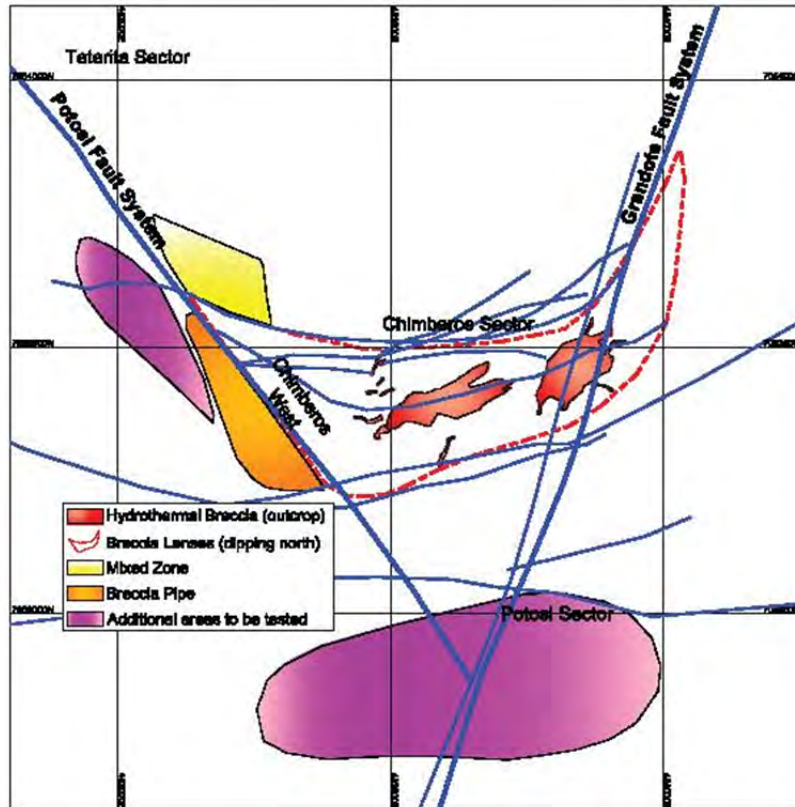 Teterita Sector
Potosi Fault System
Grandofa Fault System
Chimberos Sector
Chimberos
West
Hydrothermal Breccia (outcrop)
Breccia Lenses (dipping north)
Mixed Zone
Breccia Pipe
Additional areas to be tested
Potosi Sector